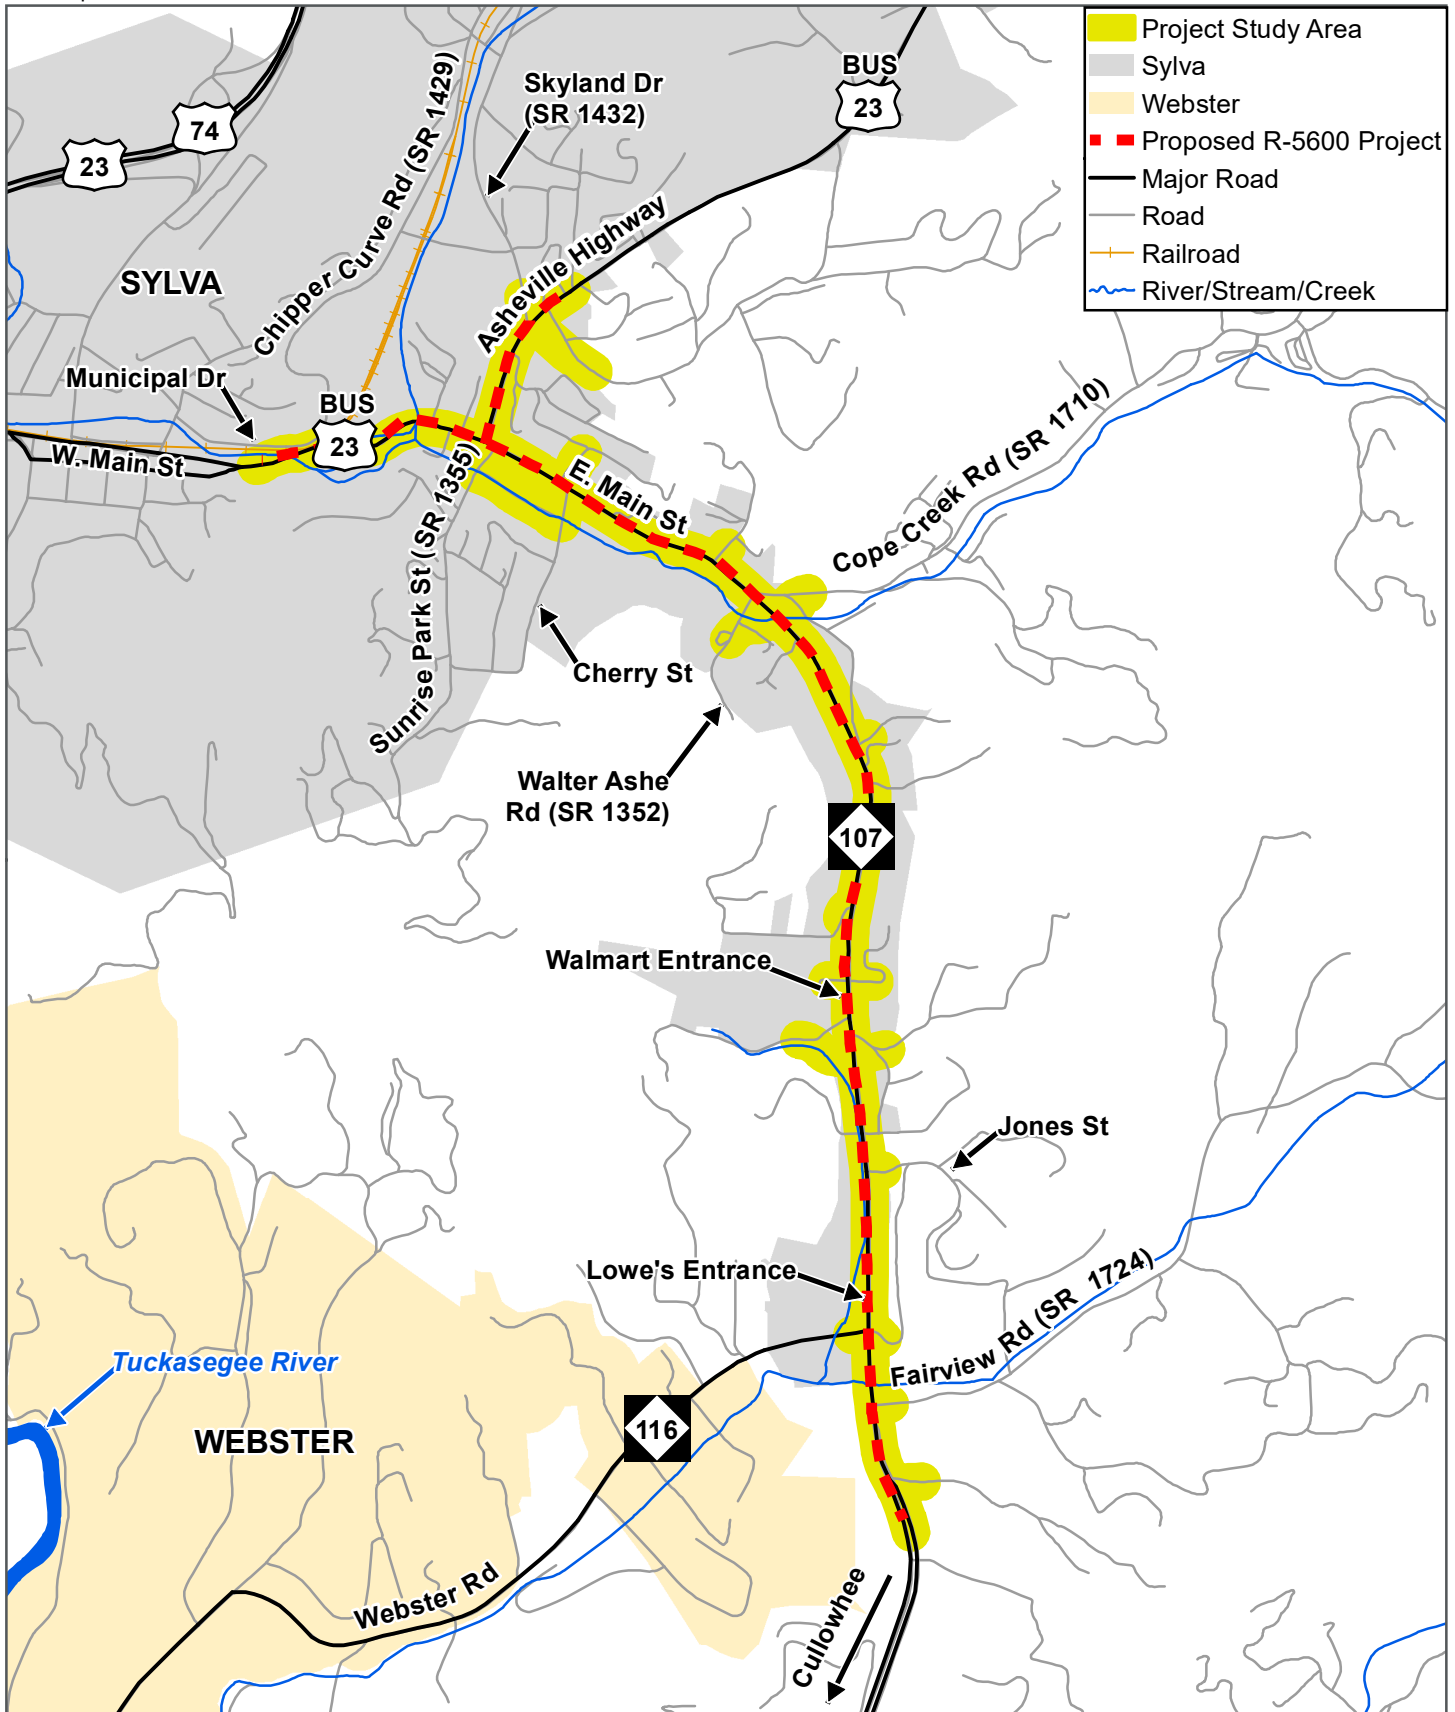 Project Study Area
Sylva
Webster
Proposed R-5600 Project
Major Road
Road
Railroad
River/Stream/Creek
BUS
23
Skyland Dr
(SR 1432)
74
23
Chipper Curve Rd (SR 1429)
Asheville Highway
SYLVA
Municipal Dr
BUS
23
W. Main St
E. Main St
Cope Creek Rd (SR 1710)
Sunrise Park St (SR 1355)
Cherry St
Walter Ashe
Rd (SR 1352)
107
Walmart Entrance
Jones St
Lowe's Entrance
Fairview Rd (SR 1724)
Tuckasegee River
WEBSTER
116
Webster Rd
Cullowhee